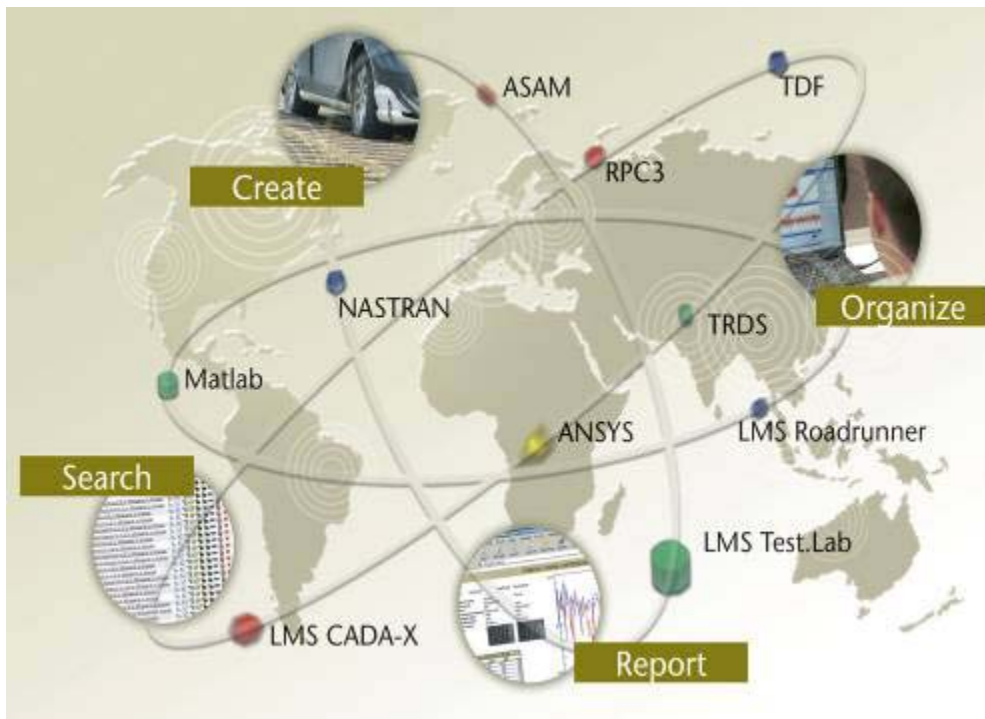 ASAM
TDF
RPC3
Create
NASTRAN
TRDS
Organize
Matlab
ANSYS
LMS Roadrunner
Search
LMS Test.Lab
LMS CADA-X
Report